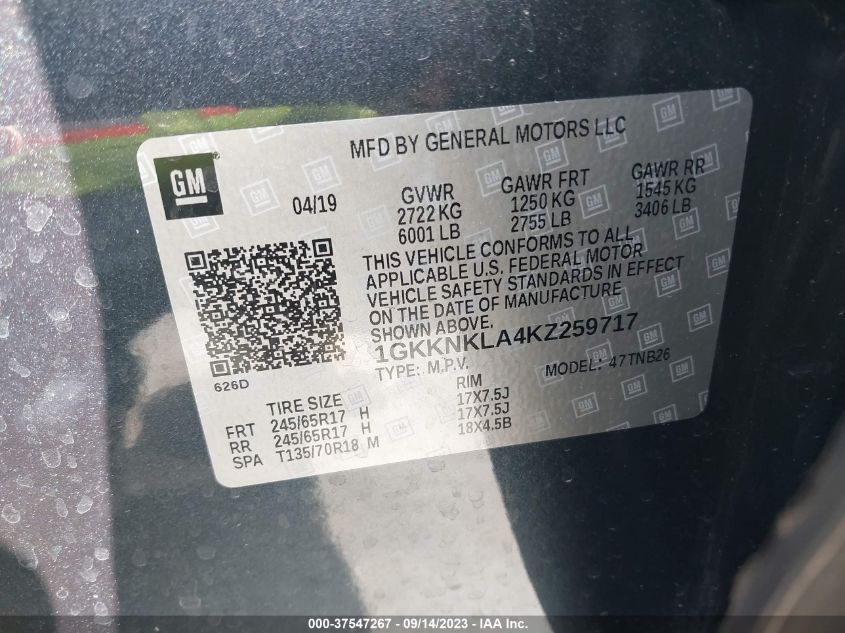 MFD BY GENERAL MOTORS LLC
GM
04/19
GVWR GAWR FRT GAWR RR
2722 KG 1250 KG 1545 KG
6001 LB 2755 LB 3406 LB
THIS VEHICLE CONFORMS TO ALL
APPLICABLE U.S. FEDERAL MOTOR
VEHICLE SAFETY STANDARDS IN EFFECT
ON THE DATE OF MANUFACTURE
SHOWN ABOVE.
1GKKNKLA4KZ259717
TYPE: M.P.V. MODEL: 47TNB26
626D
TIRE SIZE RIM
FRT 245/65R17 H 17X7.5J
RR 245/65R17 H 17X7.5J
SPA T135/70R18 M 18X4.5B
000-37547267 - 09/14/2023 - IAA Inc.